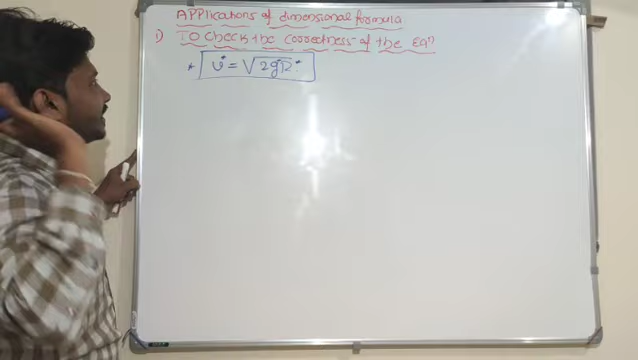 Applications of dimensional formula
1) To check the correctness of the Eqn
* v = √2gR